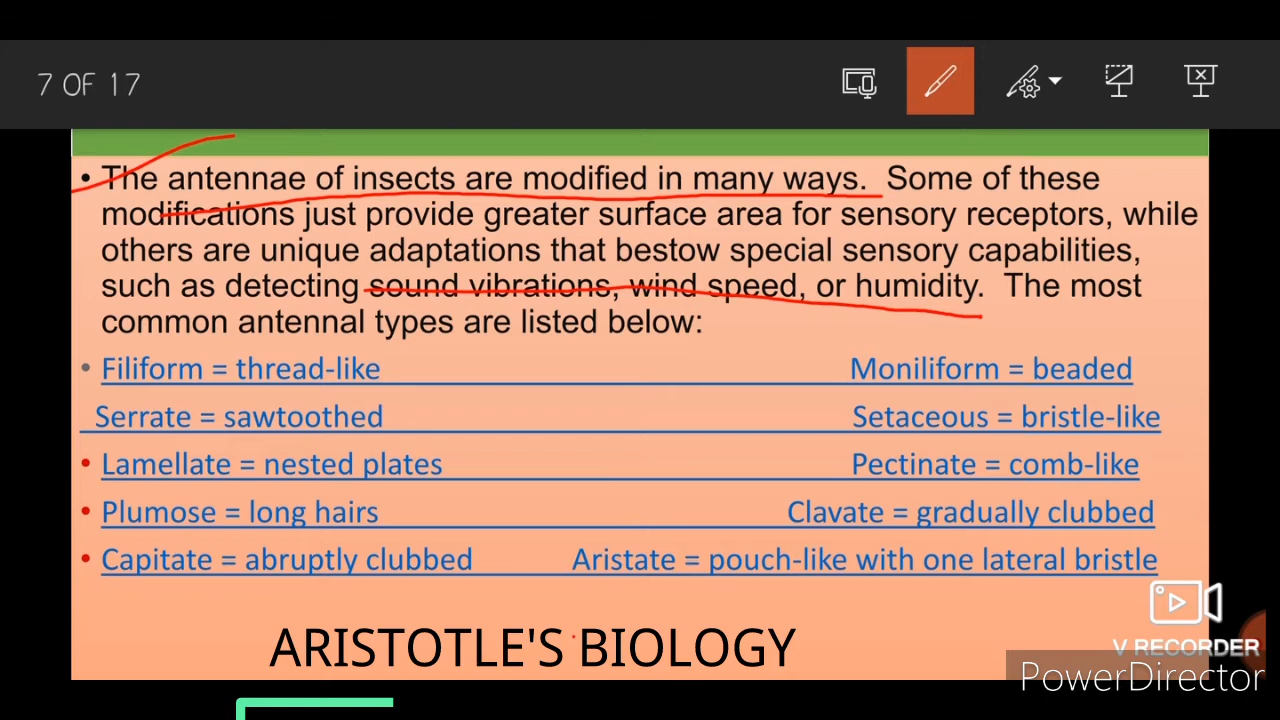 7 OF 17
• The antennae of insects are modified in many ways. Some of these
modifications just provide greater surface area for sensory receptors, while
others are unique adaptations that bestow special sensory capabilities,
such as detecting sound vibrations, wind speed, or humidity. The most
common antennal types are listed below:
• Filiform = thread-like Moniliform = beaded
Serrate = sawtoothed Setaceous = bristle-like
• Lamellate = nested plates Pectinate = comb-like
• Plumose = long hairs Clavate = gradually clubbed
• Capitate = abruptly clubbed Aristate = pouch-like with one lateral bristle
ARISTOTLE'S BIOLOGY
V RECORDER
PowerDirector